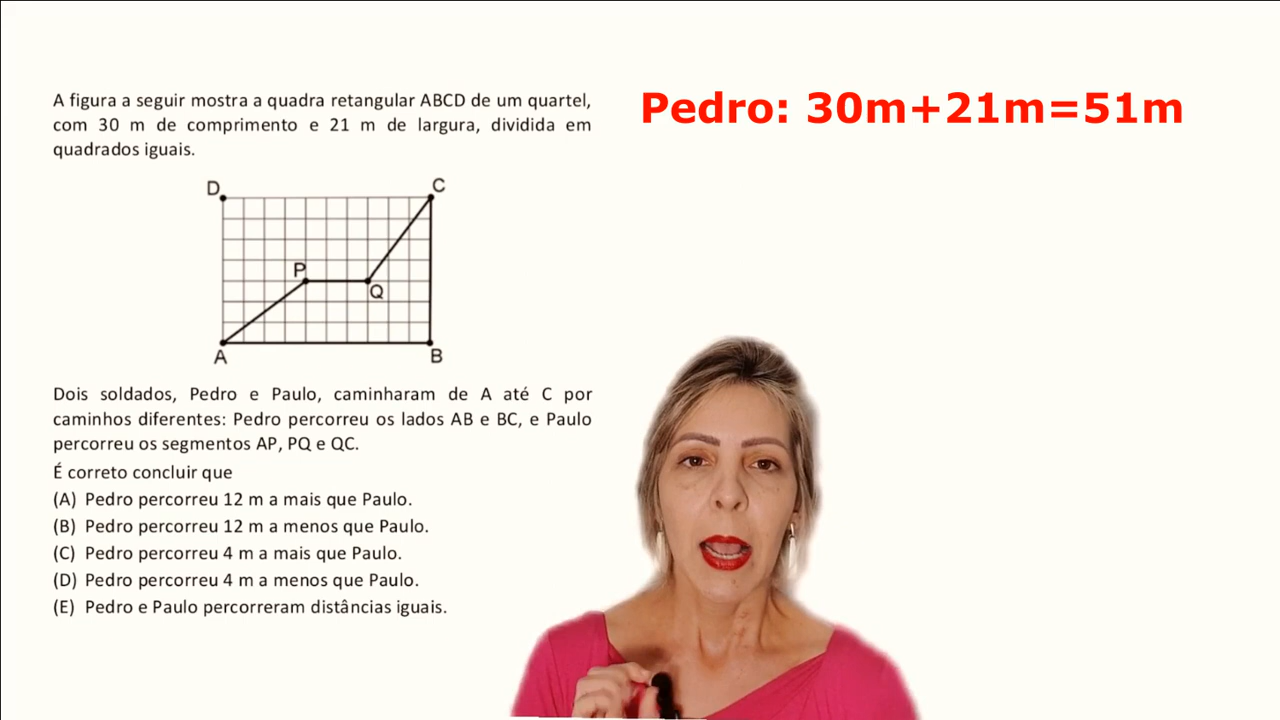 A figura a seguir mostra a quadra retangular ABCD de um quartel,
com 30 m de comprimento e 21 m de largura, dividida em
quadrados iguais.
D
C
P
Q
A
B
Dois soldados, Pedro e Paulo, caminharam de A até C por
caminhos diferentes: Pedro percorreu os lados AB e BC, e Paulo
percorreu os segmentos AP, PQ e QC.
É correto concluir que
(A) Pedro percorreu 12 m a mais que Paulo.
(B) Pedro percorreu 12 m a menos que Paulo.
(C) Pedro percorreu 4 m a mais que Paulo.
(D) Pedro percorreu 4 m a menos que Paulo.
(E) Pedro e Paulo percorreram distâncias iguais.
Pedro: 30m+21m=51m